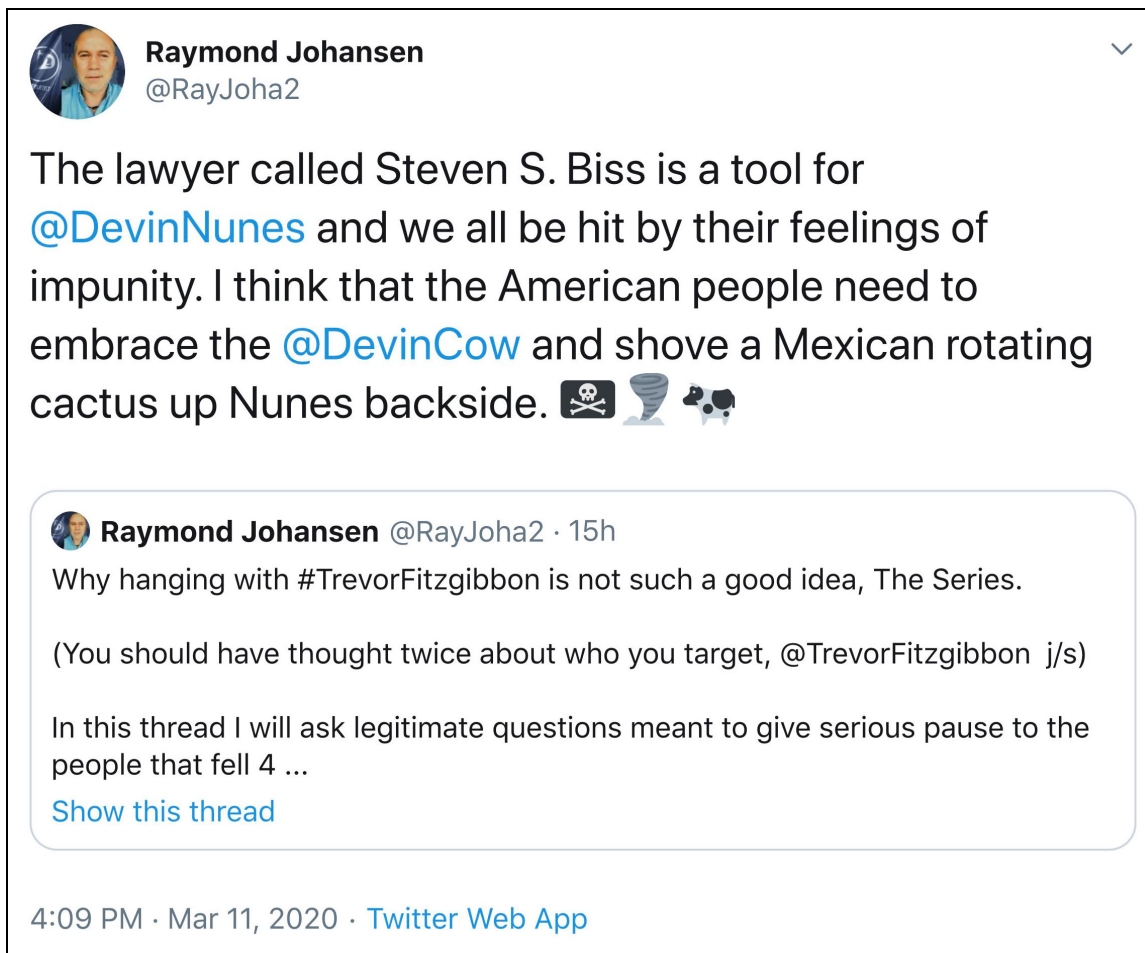 Raymond Johansen
@RayJoha2
The lawyer called Steven S. Biss is a tool for
@DevinNunes and we all be hit by their feelings of
impunity. I think that the American people need to
embrace the @DevinCow and shove a Mexican rotating
cactus up Nunes backside. 🏴‍☠️🌪️🐄
Raymond Johansen @RayJoha2 · 15h
Why hanging with #TrevorFitzgibbon is not such a good idea, The Series.
(You should have thought twice about who you target, @TrevorFitzgibbon j/s)
In this thread I will ask legitimate questions meant to give serious pause to the
people that fell 4 ...
Show this thread
4:09 PM · Mar 11, 2020 · Twitter Web App